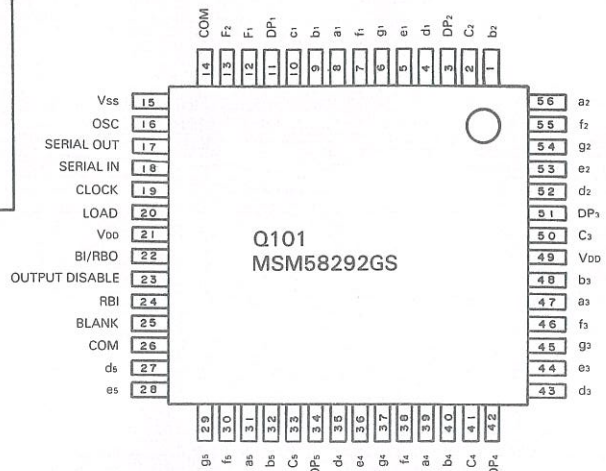 COM F₂ F₁ DP₁ c₁ b₁ a₁ f₁ g₁ e₁ d₁ DP₂ C₂ b₂
14 13 12 11 10 9 8 7 6 5 4 3 2 1
Vss 15
OSC 16
SERIAL OUT 17
SERIAL IN 18
CLOCK 19
LOAD 20
VDD 21
BI/RBO 22
OUTPUT DISABLE 23
RBI 24
BLANK 25
COM 26
d₅ 27
e₅ 28
Q101
MSM58292GS
56 a₂
55 f₂
54 g₂
53 e₂
52 d₂
51 DP₃
50 C₃
49 VDD
48 b₃
47 a₃
46 f₃
45 g₃
44 e₃
43 d₃
29 30 31 32 33 34 35 36 37 38 39 40 41 42
g₅ f₅ a₅ b₅ C₅ DP₅ d₄ e₄ g₄ f₄ a₄ b₄ C₄ DP₄